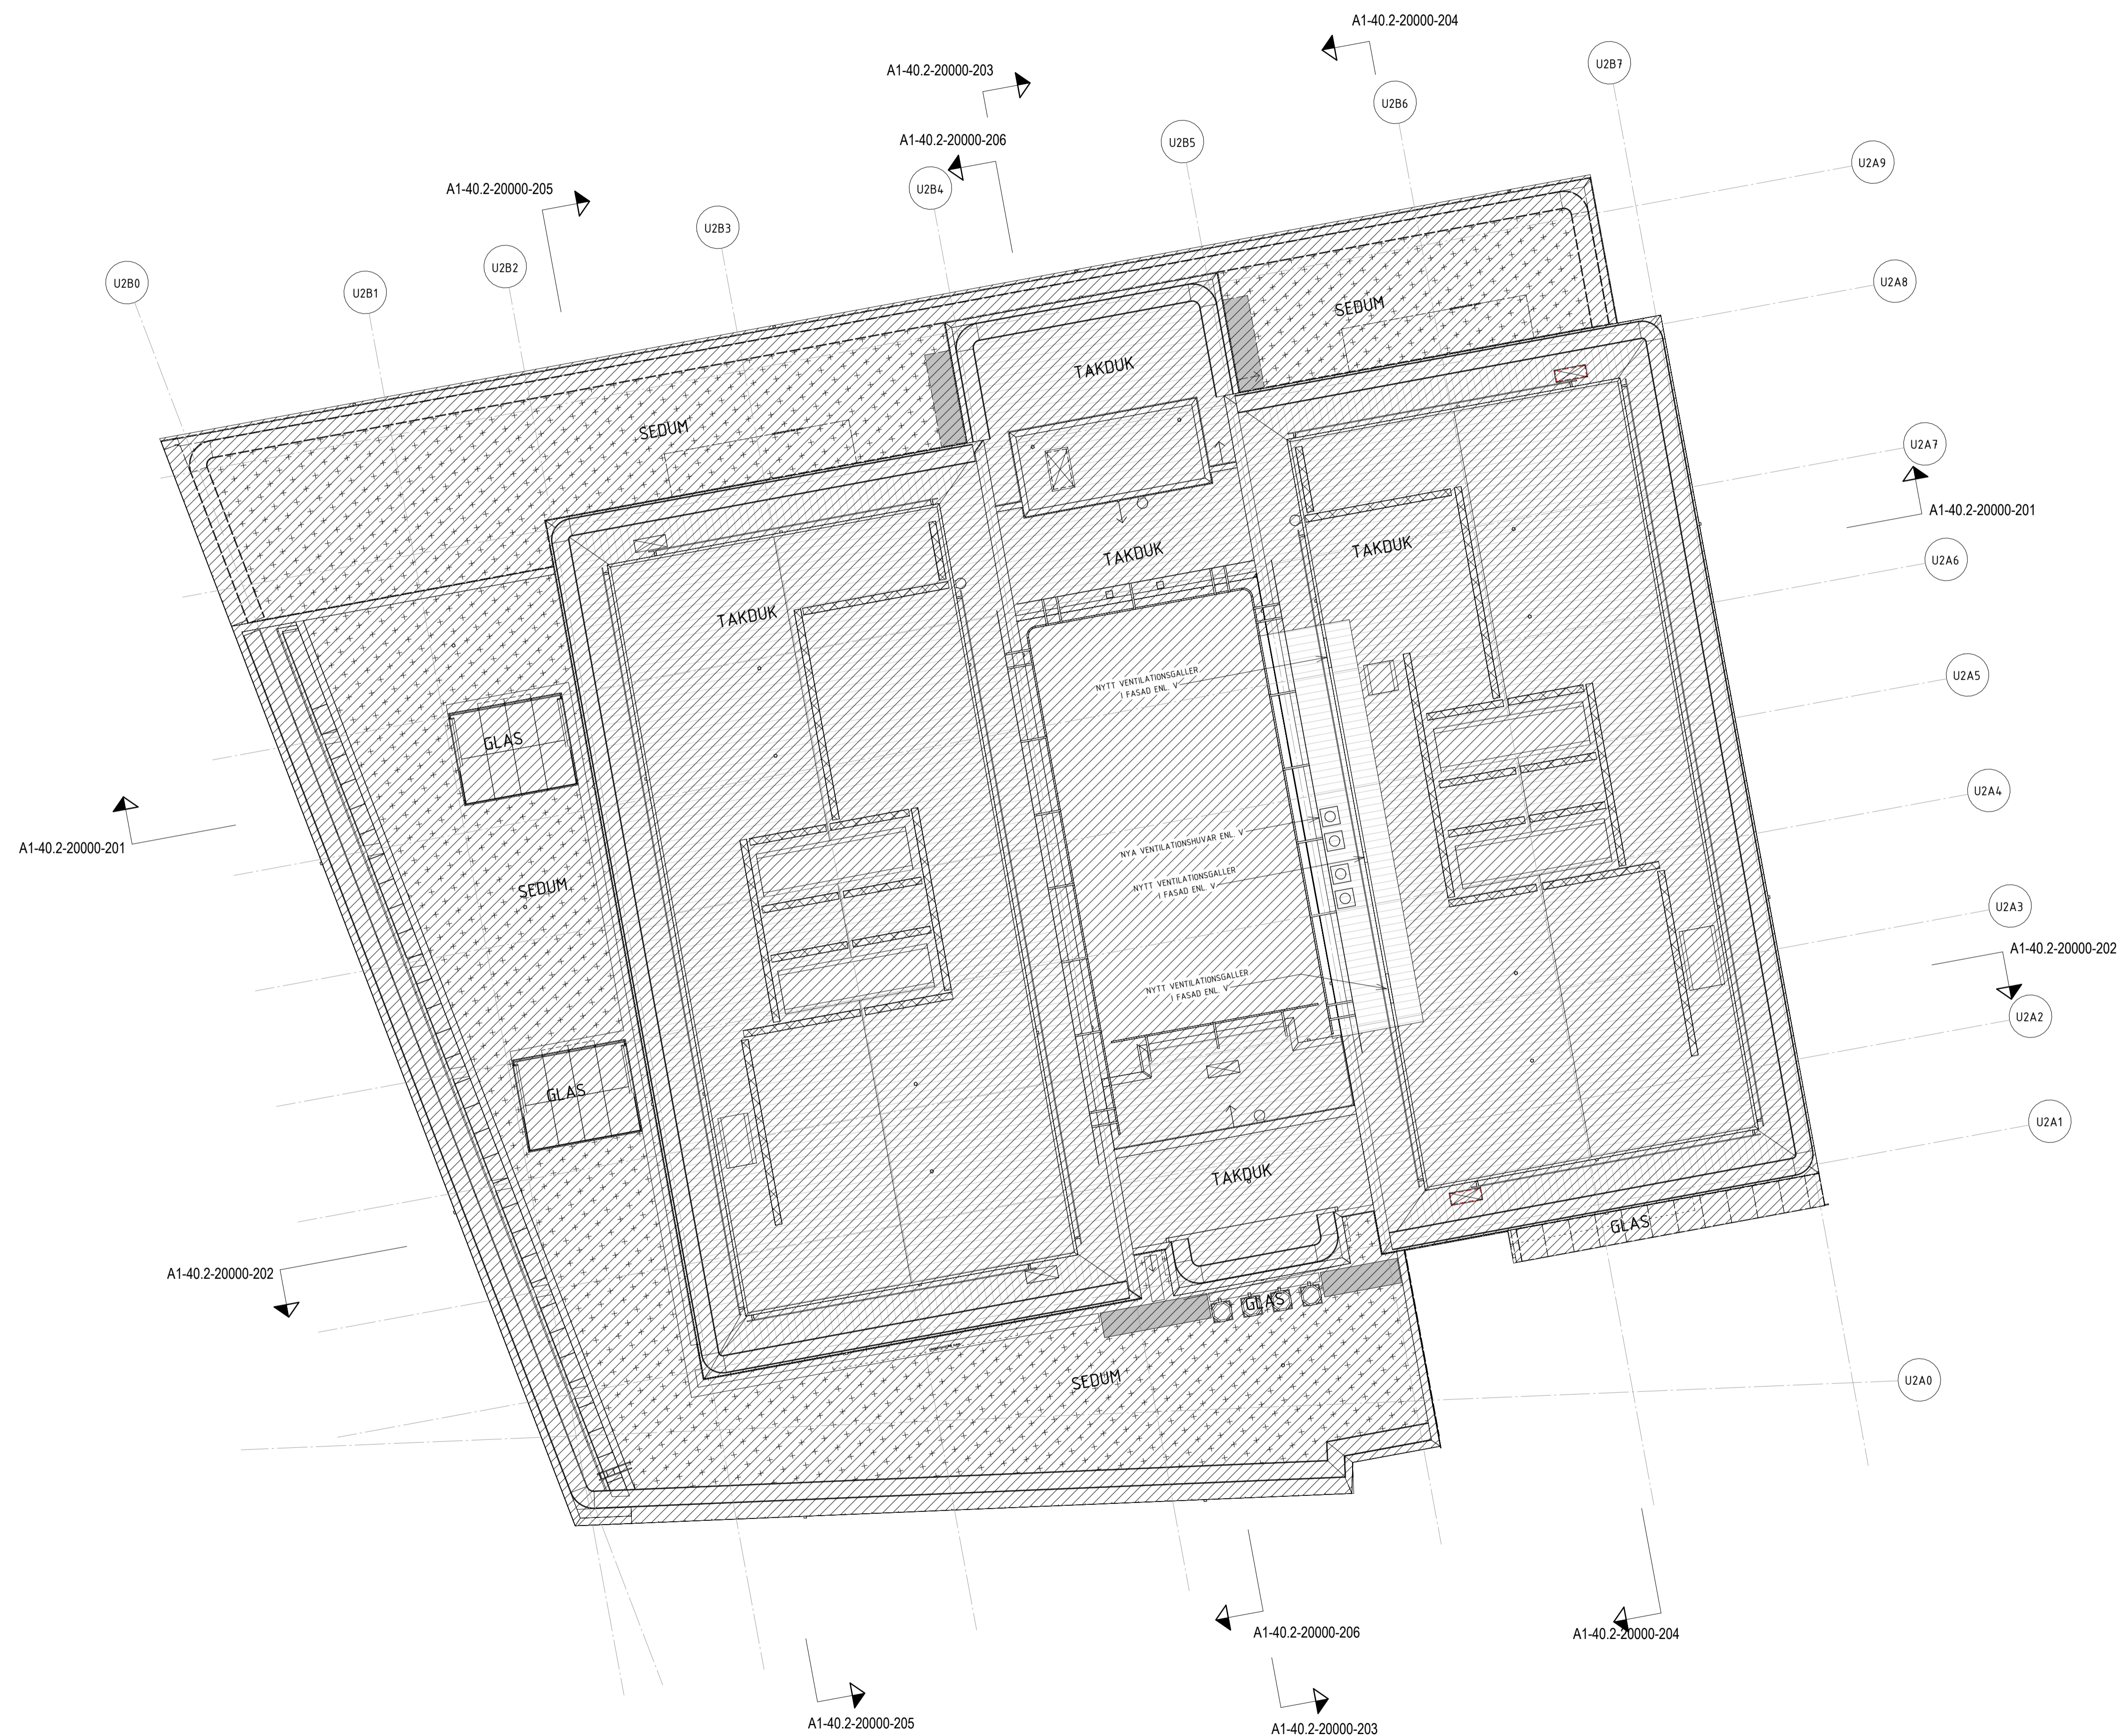 A1-40.2-20000-204
A1-40.2-20000-203
U2B7
U2B6
A1-40.2-20000-206
U2B5
U2A9
U2B4
A1-40.2-20000-205
U2B3
U2B2
U2B0
U2B1
U2A8
SEDUM
TAKDUK
SEDUM
U2A7
A1-40.2-20000-201
TAKDUK
TAKDUK
U2A6
TAKDUK
U2A5
NYTT VENTILATIONSGALLER
I FASAD ENL. V
GLAS
U2A4
A1-40.2-20000-201
NYA VENTILATIONSHUVAR ENL. V
NYTT VENTILATIONSGALLER
I FASAD ENL. V
SEDUM
U2A3
A1-40.2-20000-202
NYTT VENTILATIONSGALLER
I FASAD ENL. V
U2A2
GLAS
U2A1
TAKDUK
GLAS
A1-40.2-20000-202
GLAS
SEDUM
U2A0
A1-40.2-20000-206
A1-40.2-20000-204
A1-40.2-20000-205
A1-40.2-20000-203